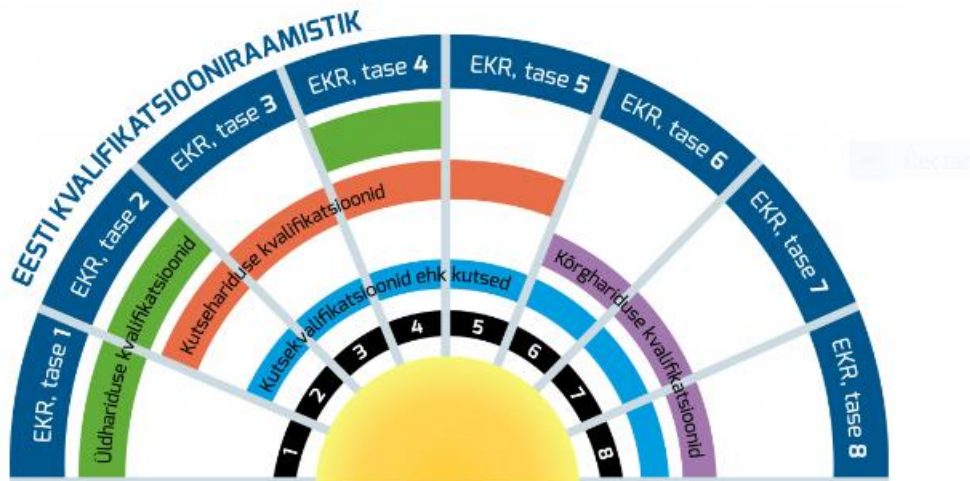 EESTI KVALIFIKATSIOONIRAAMISTIK
EKR, tase 1
EKR, tase 2
EKR, tase 3
EKR, tase 4
EKR, tase 5
EKR, tase 6
EKR, tase 7
EKR, tase 8
Üldhariduse kvalifikatsioonid
Kutsehariduse kvalifikatsioonid
Kutsekvalifikatsioonid ehk kutsed
Kõrghariduse kvalifikatsioonid
1
2
3
4
5
6
7
8